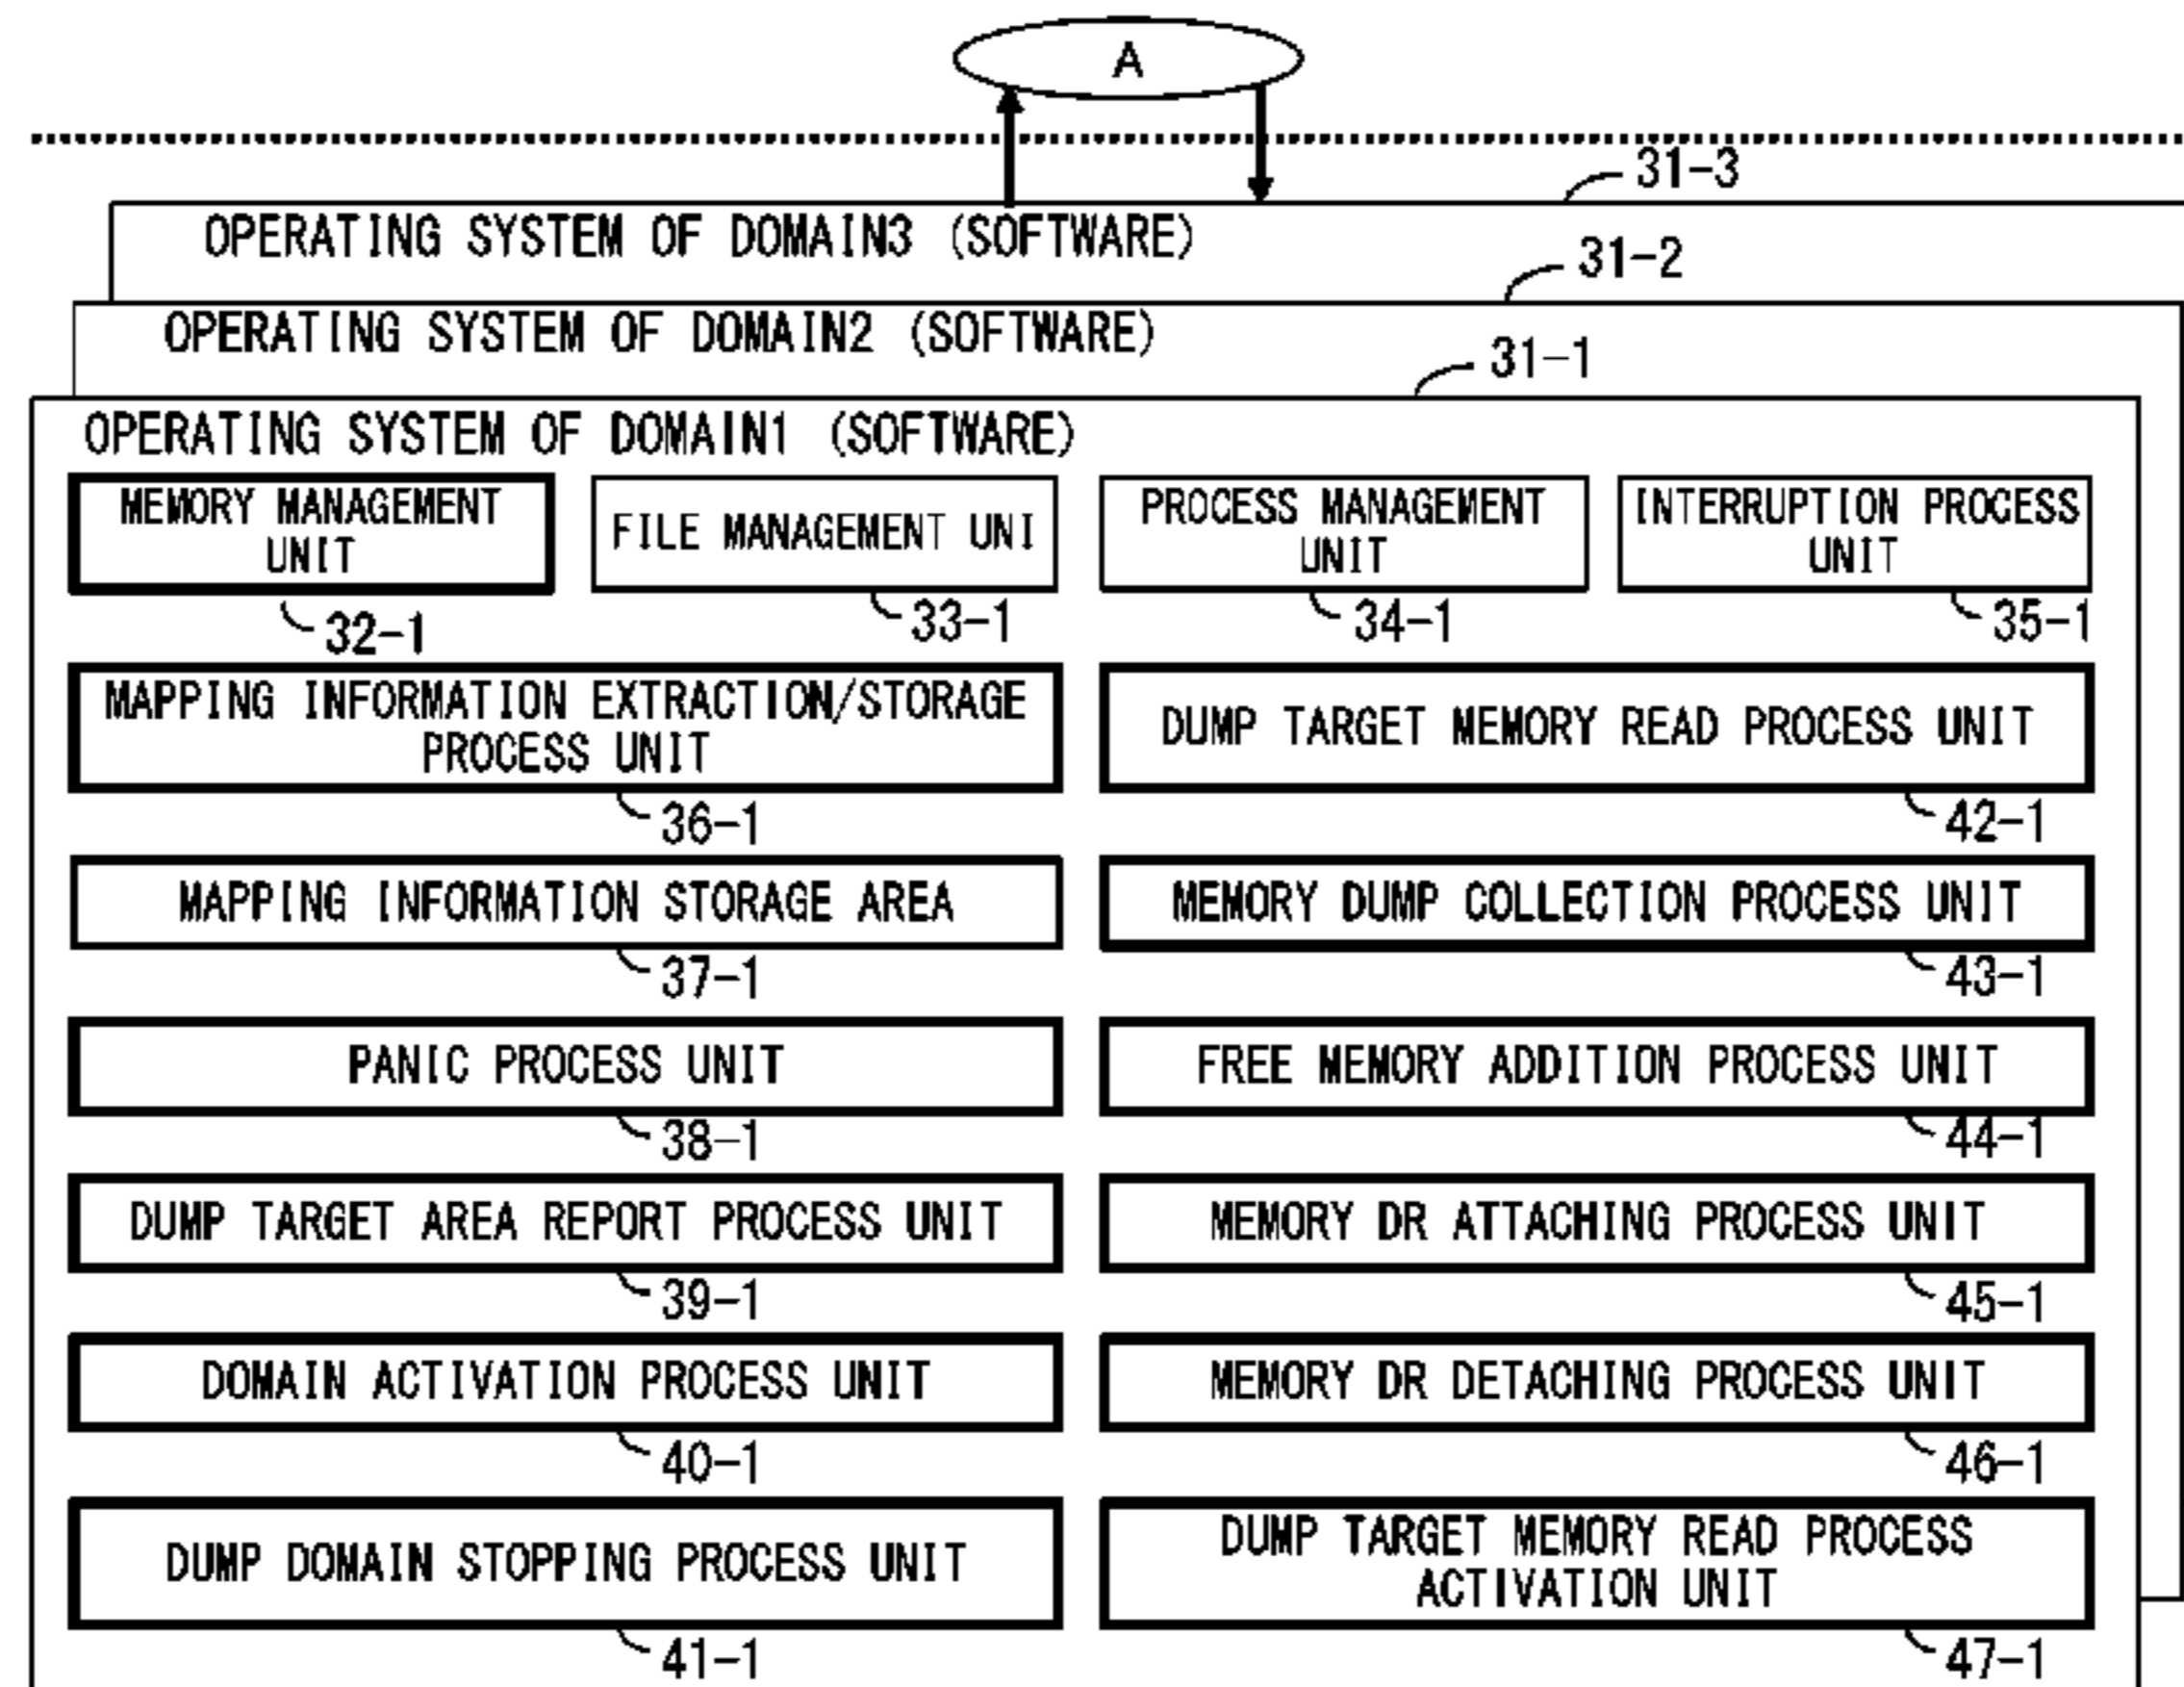 A
31-3
OPERATING SYSTEM OF DOMAIN3 (SOFTWARE)
31-2
OPERATING SYSTEM OF DOMAIN2 (SOFTWARE)
31-1
OPERATING SYSTEM OF DOMAIN1 (SOFTWARE)
MEMORY MANAGEMENT
UNIT
32-1
FILE MANAGEMENT UNI
33-1
PROCESS MANAGEMENT
UNIT
34-1
INTERRUPTION PROCESS
UNIT
35-1
MAPPING INFORMATION EXTRACTION/STORAGE
PROCESS UNIT
36-1
DUMP TARGET MEMORY READ PROCESS UNIT
42-1
MAPPING INFORMATION STORAGE AREA
37-1
MEMORY DUMP COLLECTION PROCESS UNIT
43-1
PANIC PROCESS UNIT
38-1
FREE MEMORY ADDITION PROCESS UNIT
44-1
DUMP TARGET AREA REPORT PROCESS UNIT
39-1
MEMORY DR ATTACHING PROCESS UNIT
45-1
DOMAIN ACTIVATION PROCESS UNIT
40-1
MEMORY DR DETACHING PROCESS UNIT
46-1
DUMP DOMAIN STOPPING PROCESS UNIT
41-1
DUMP TARGET MEMORY READ PROCESS
ACTIVATION UNIT
47-1